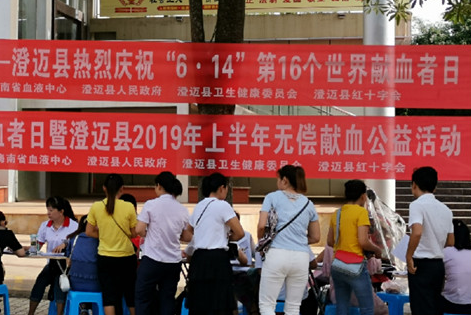 —澄迈县热烈庆祝“6·14”第16个世界献血者日
南省血液中心 澄迈县人民政府 澄迈县卫生健康委员会 澄迈县红十字会
血者日暨澄迈县2019年上半年无偿献血公益活动
海南省血液中心 澄迈县人民政府 澄迈县卫生健康委员会 澄迈县红十字会